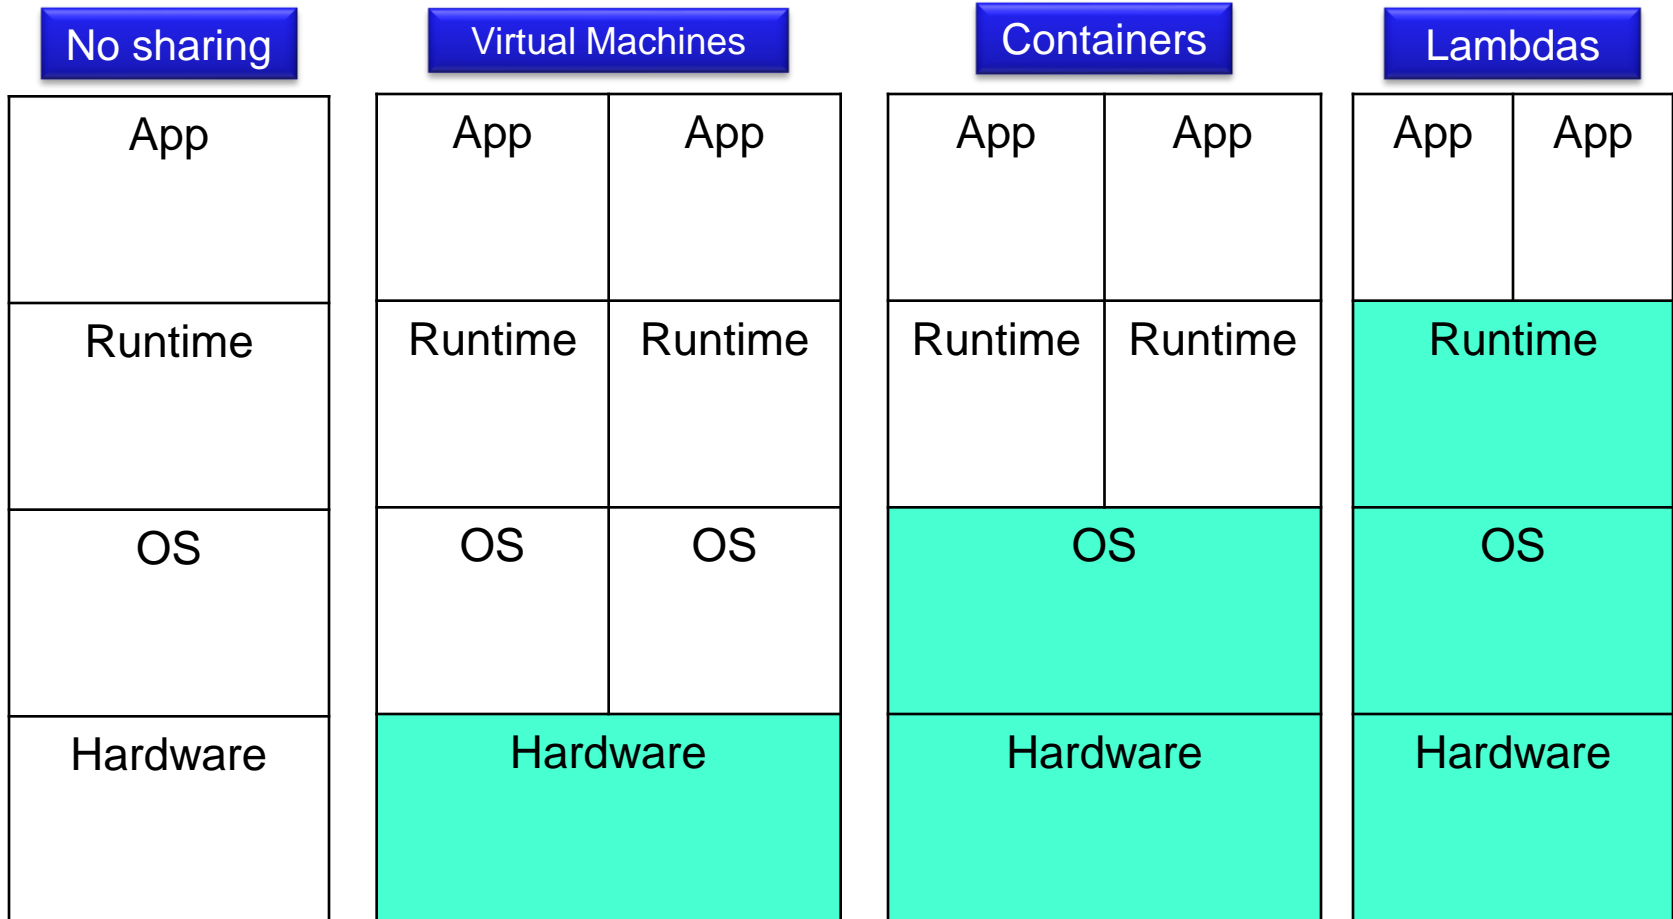 No sharing
Virtual Machines
Containers
Lambdas
App
App
App
App
App
App
App
Runtime
Runtime
Runtime
Runtime
Runtime
Runtime
OS
OS
OS
OS
OS
Hardware
Hardware
Hardware
Hardware